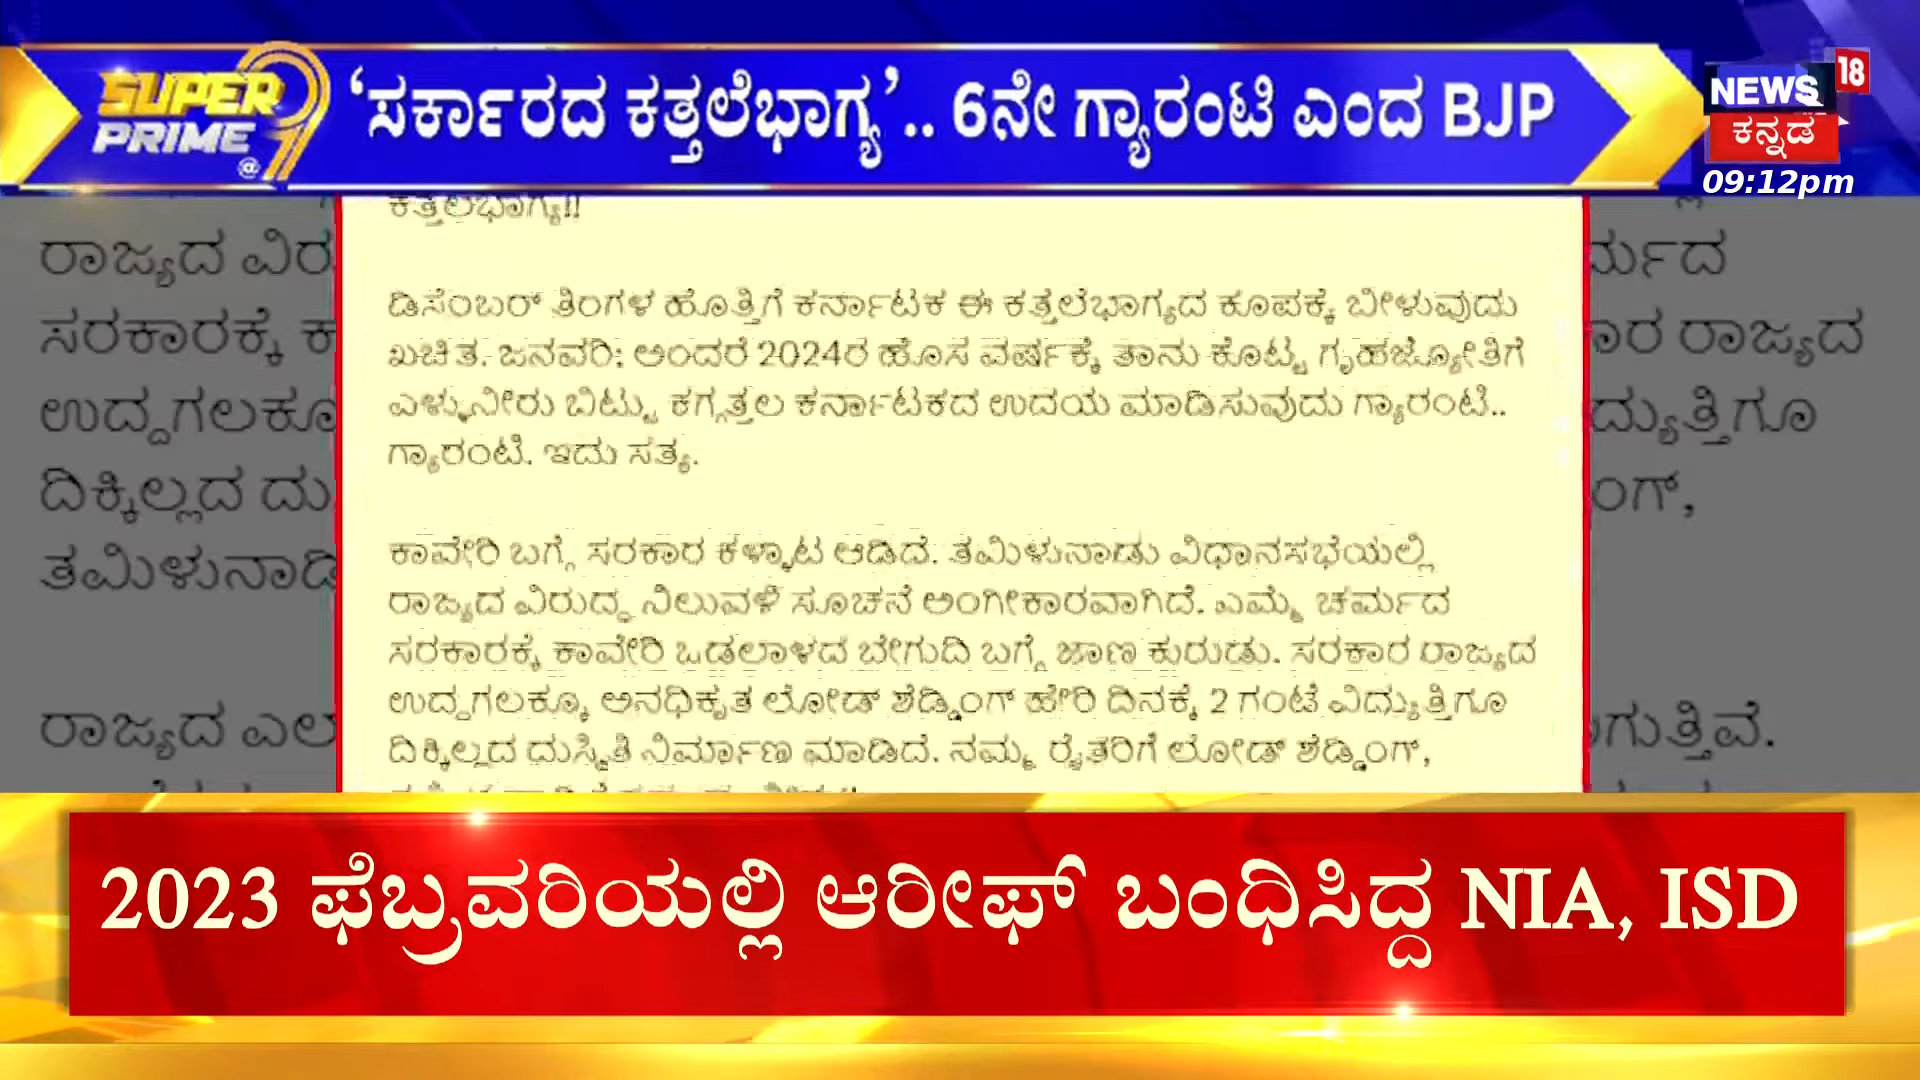 SUPER
PRIME
@9
‘ಸರ್ಕಾರದ ಕತ್ತಲೆಭಾಗ್ಯ’.. 6ನೇ ಗ್ಯಾರಂಟಿ ಎಂದ BJP
NEWS 18
ಕನ್ನಡ
09:12pm
ಕತ್ತಲೆಭಾಗ್ಯ!!
ಡಿಸೆಂಬರ್ ತಿಂಗಳ ಹೊತ್ತಿಗೆ ಕರ್ನಾಟಕ ಈ ಕತ್ತಲೆಭಾಗ್ಯದ ಕೂಪಕ್ಕೆ ಬೀಳುವುದು
ಖಚಿತ. ಜನವರಿ; ಅಂದರೆ 2024ರ ಹೊಸ ವರ್ಷಕ್ಕೆ ತಾನು ಕೊಟ್ಟ ಗೃಹಜ್ಯೋತಿಗೆ
ಎಳ್ಳುನೀರು ಬಿಟ್ಟು ಕಗ್ಗತ್ತಲ ಕರ್ನಾಟಕದ ಉದಯ ಮಾಡಿಸುವುದು ಗ್ಯಾರಂಟಿ..
ಗ್ಯಾರಂಟಿ. ಇದು ಸತ್ಯ.
ಕಾವೇರಿ ಬಗ್ಗೆ ಸರಕಾರ ಕಳ್ಳಾಟ ಆಡಿದೆ. ತಮಿಳುನಾಡು ವಿಧಾನಸಭೆಯಲ್ಲಿ
ರಾಜ್ಯದ ವಿರುದ್ಧ ನಿಲುವಳಿ ಸೂಚನೆ ಅಂಗೀಕಾರವಾಗಿದೆ. ಎಮ್ಮೆ ಚರ್ಮದ
ಸರಕಾರಕ್ಕೆ ಕಾವೇರಿ ಒಡಲಾಳದ ಬೇಗುದಿ ಬಗ್ಗೆ ಜಾಣ ಕುರುಡು. ಸರಕಾರ ರಾಜ್ಯದ
ಉದ್ದಗಲಕ್ಕೂ ಅನಧಿಕೃತ ಲೋಡ್ ಶೆಡ್ಡಿಂಗ್ ಹೇರಿ ದಿನಕ್ಕೆ 2 ಗಂಟೆ ವಿದ್ಯುತ್ತಿಗೂ
ದಿಕ್ಕಿಲ್ಲದ ದುಸ್ಥಿತಿ ನಿರ್ಮಾಣ ಮಾಡಿದೆ. ನಮ್ಮ ರೈತರಿಗೆ ಲೋಡ್ ಶೆಡ್ಡಿಂಗ್,
2023 ಫೆಬ್ರವರಿಯಲ್ಲಿ ಆರೀಫ್ ಬಂಧಿಸಿದ್ದ NIA, ISD